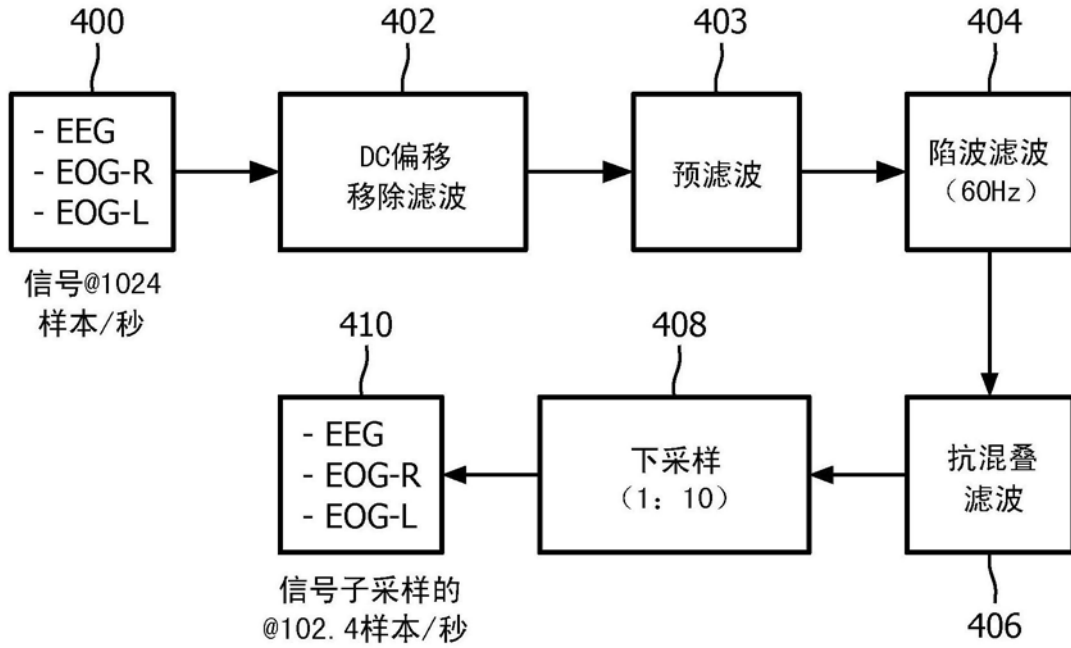 400
402
403
404
- EEG
- EOG-R
- EOG-L
DC偏移
移除滤波
预滤波
陷波滤波
（60Hz）
信号@1024
样本/秒
410
408
- EEG
- EOG-R
- EOG-L
下采样
（1：10）
抗混叠
滤波
信号子采样的
@102.4样本/秒
406